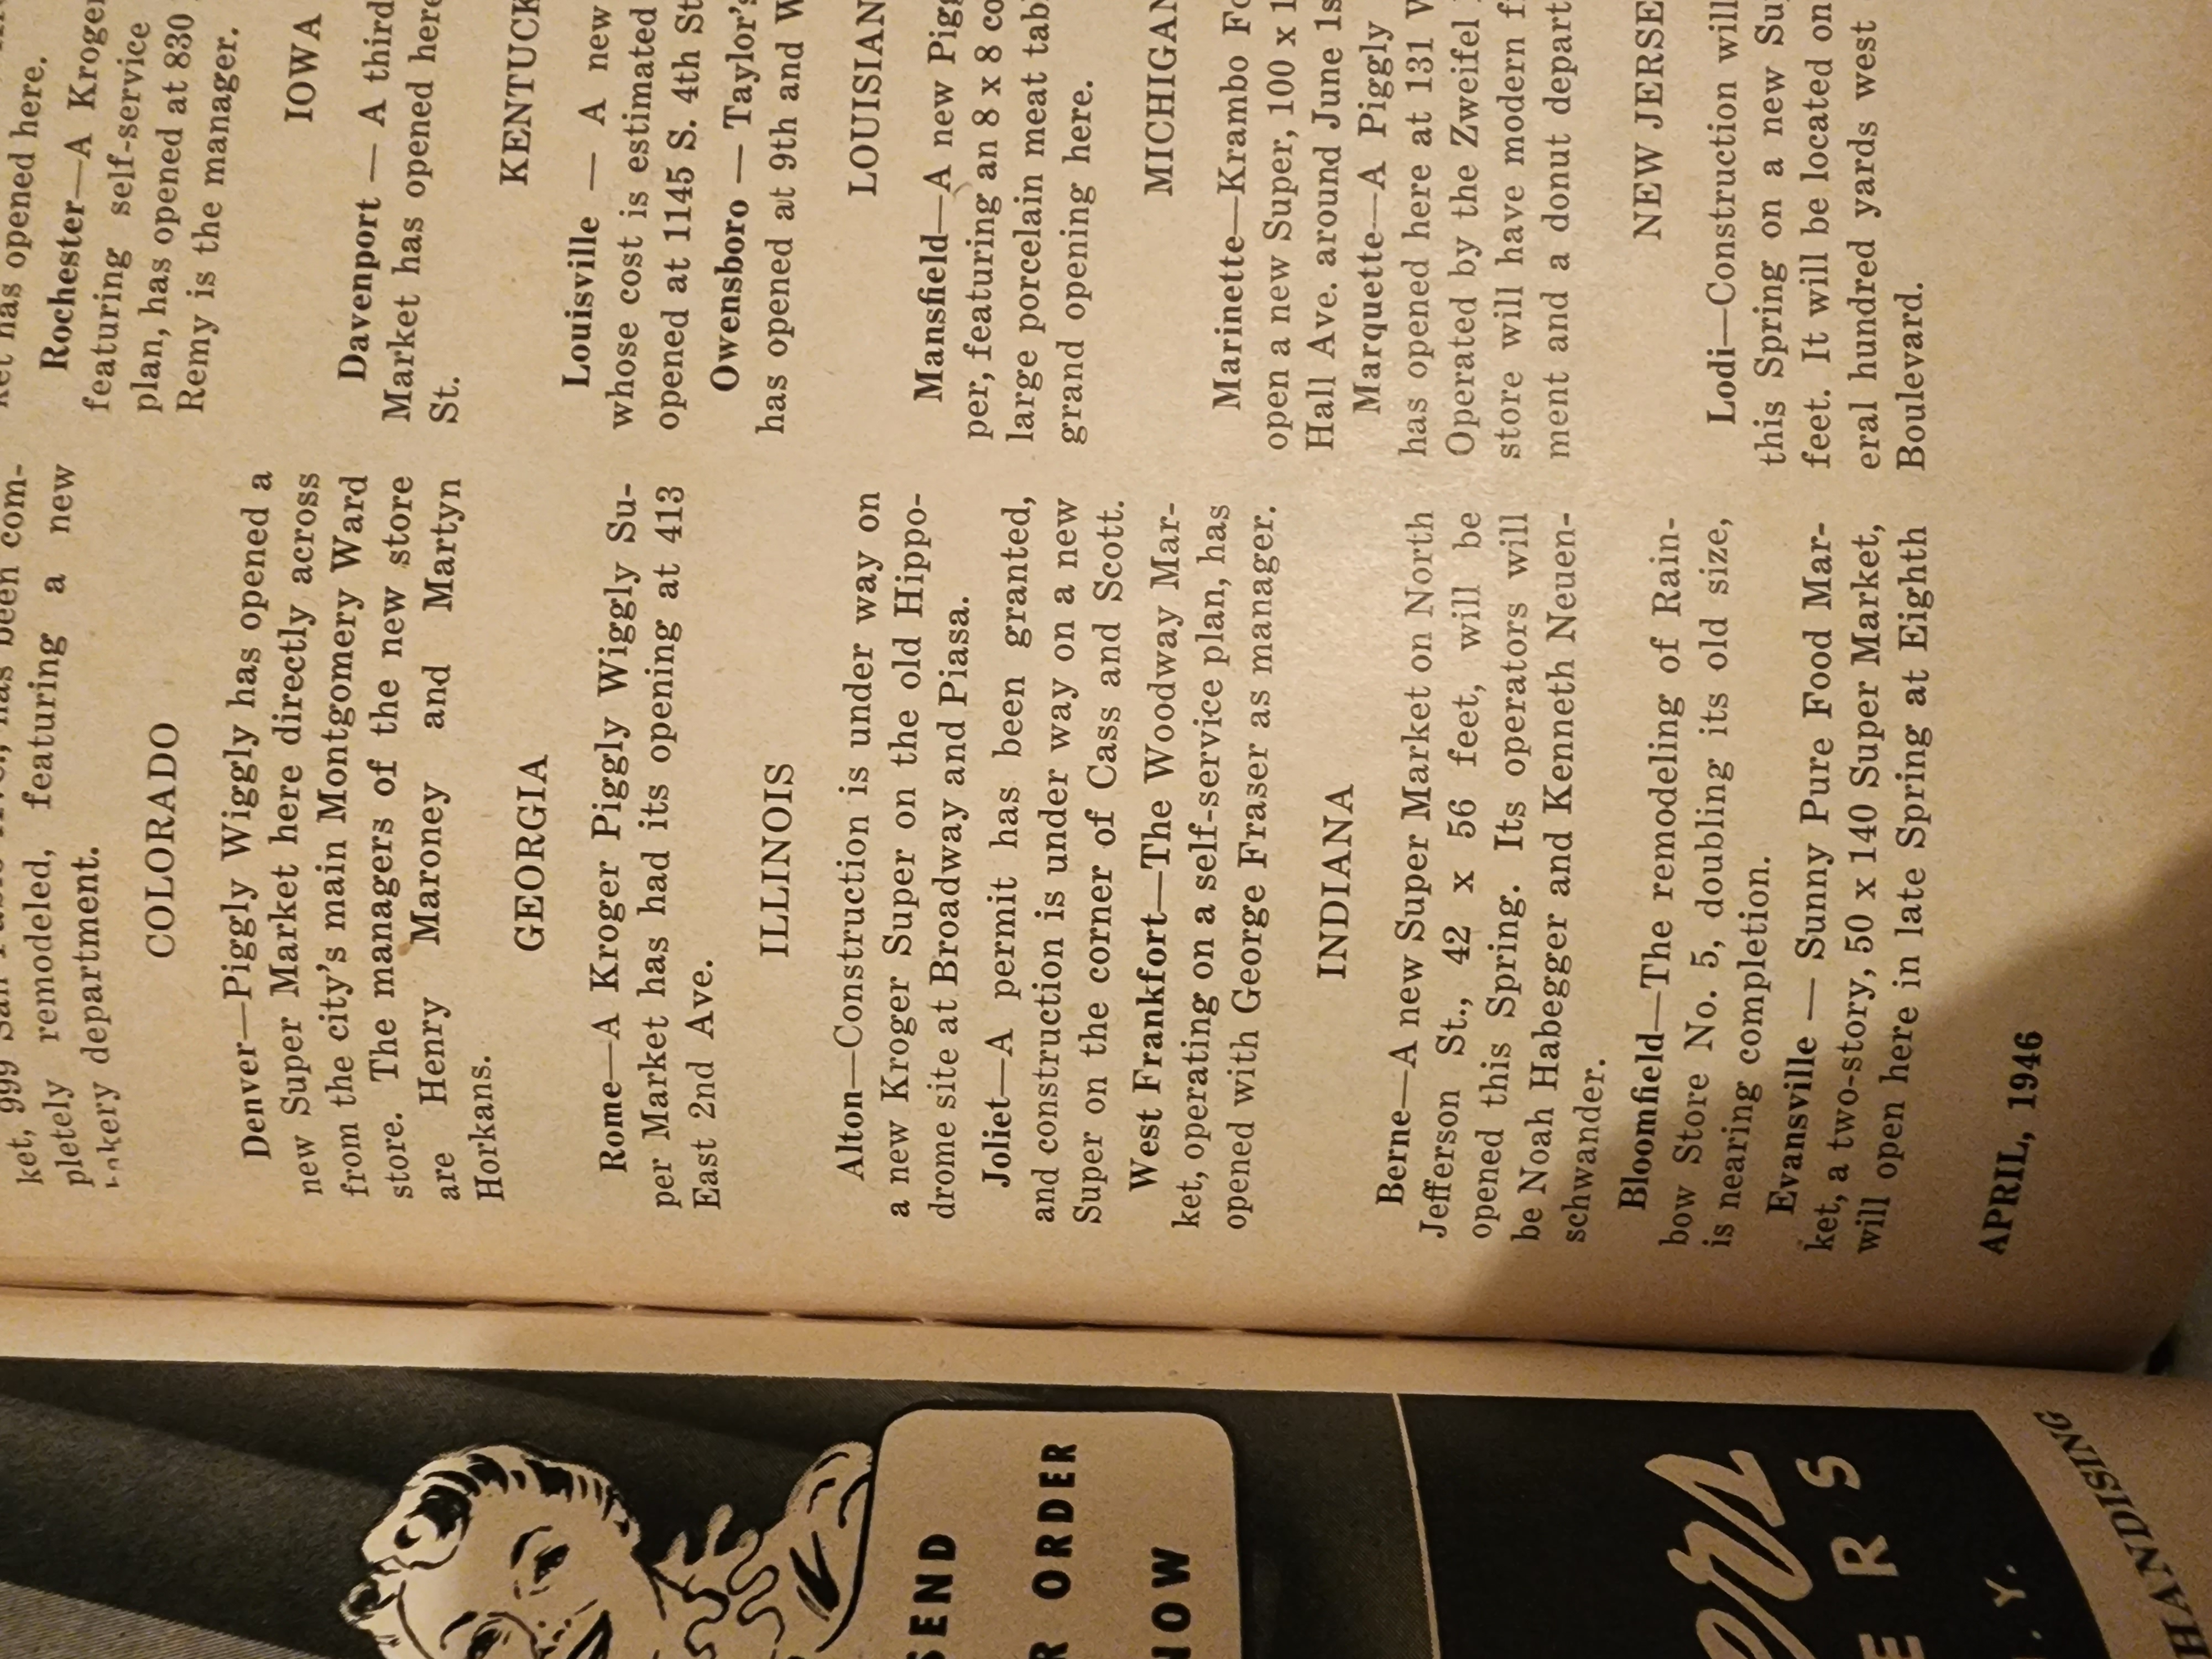 ket, 999 San
pletely remodeled, featuring a new
bakery department.
COLORADO
Denver—Piggly Wiggly has opened a
new Super Market here directly across
from the city's main Montgomery Ward
store. The managers of the new store
are Henry Maroney and Martyn
Horkans.
GEORGIA
Rome—A Kroger Piggly Wiggly Su-
per Market has had its opening at 413
East 2nd Ave.
ILLINOIS
Alton—Construction is under way on
a new Kroger Super on the old Hippo-
drome site at Broadway and Piasa.
Joliet—A permit has been granted,
and construction is under way on a new
Super on the corner of Cass and Scott.
West Frankfort—The Woodway Mar-
ket, operating on a self-service plan, has
opened with George Fraser as manager.
INDIANA
Berne—A new Super Market on North
Jefferson St., 42 x 56 feet, will be
opened this Spring. Its operators will
be Noah Habegger and Kenneth Neuen-
schwander.
Bloomfield—The remodeling of Rain-
bow Store No. 5, doubling its old size,
is nearing completion.
Evansville — Sunny Pure Food Mar-
ket, a two-story, 50 x 140 Super Market,
will open here in late Spring at Eighth
APRIL, 1946
ket has opened here.
Rochester—A Kroger
featuring self-service
plan, has opened at 830
Remy is the manager.
IOWA
Davenport — A third
Market has opened here
St.
KENTUCK
Louisville — A new
whose cost is estimated
opened at 1145 S. 4th St
Owensboro — Taylor's
has opened at 9th and W
LOUISIAN
Mansfield—A new Pigg
per, featuring an 8 x 8 co
large porcelain meat tabl
grand opening here.
MICHIGAN
Marinette—Krambo Fo
open a new Super, 100 x 1
Hall Ave. around June 1s
Marquette—A Piggly
has opened here at 131 W
Operated by the Zweifel
store will have modern f
ment and a donut depart
NEW JERSE
Lodi—Construction will
this Spring on a new Su
feet. It will be located on
eral hundred yards west
Boulevard.
SEND
R ORDER
NOW
ERS
. Y.
HANDISING